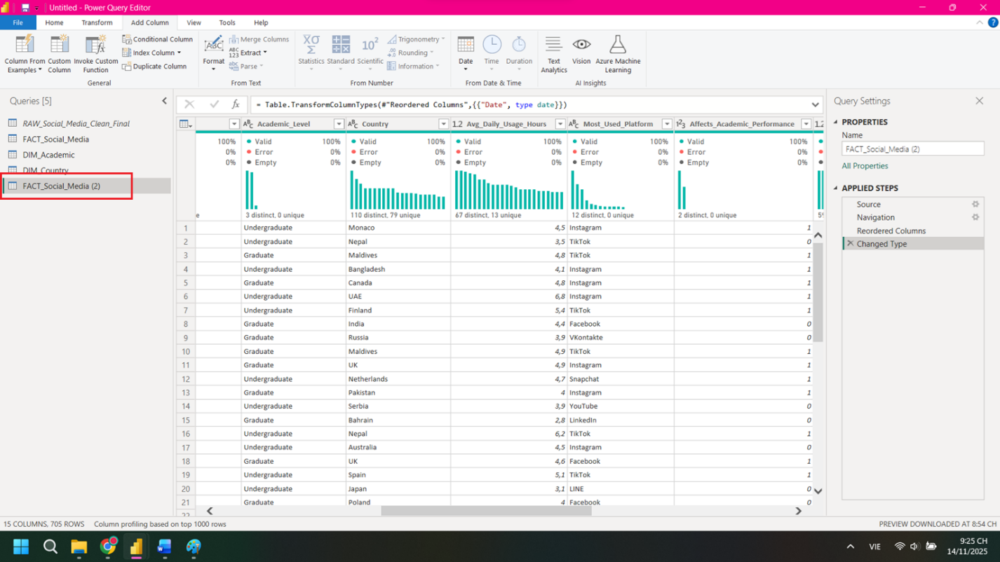 Untitled - Power Query Editor
File Home Transform Add Column View Tools Help
Column From Examples
Custom Column
Invoke Custom Function
Conditional Column
Index Column
Duplicate Column
General
Format
Merge Columns
Extract
Parse
From Text
Statistics
Standard
Scientific
Trigonometry
Rounding
Information
From Number
Date
Time
Duration
From Date & Time
Text Analytics
Vision
Azure Machine Learning
AI Insights
Queries [5]
RAW_Social_Media_Clean_Final
FACT_Social_Media
DIM_Academic
DIM_Country
FACT_Social_Media (2)
= Table.TransformColumnTypes(#"Reordered Columns",{{"Date", type date}})
Academic_Level Country 1.2 Avg_Daily_Usage_Hours Most_Used_Platform Affects_Academic_Performance 1.2
100% Valid 100% Valid 100% Valid 100% Valid 100% Valid 100%
0% Error 0% Error 0% Error 0% Error 0% Error 0%
0% Empty 0% Empty 0% Empty 0% Empty 0% Empty 0%
3 distinct, 0 unique 110 distinct, 79 unique 67 distinct, 13 unique 12 distinct, 0 unique 2 distinct, 0 unique
1 Undergraduate Monaco 4,5 Instagram 1
2 Undergraduate Nepal 3,5 TikTok 0
3 Graduate Maldives 4,8 TikTok 1
4 Undergraduate Bangladesh 4,1 Instagram 1
5 Graduate Canada 4,8 Instagram 1
6 Undergraduate UAE 6,8 Instagram 1
7 Undergraduate Finland 5,4 TikTok 1
8 Graduate India 4,4 Facebook 0
9 Graduate Russia 3,9 VKontakte 0
10 Graduate Maldives 4,9 TikTok 1
11 Graduate UK 4,9 Instagram 1
12 Undergraduate Netherlands 4,7 Snapchat 1
13 Graduate Pakistan 4 Instagram 1
14 Undergraduate Serbia 3,9 YouTube 0
15 Graduate Bahrain 2,8 LinkedIn 0
16 Undergraduate Nepal 6,2 TikTok 1
17 Undergraduate Australia 4,5 Instagram 0
18 Graduate UK 4,6 Facebook 1
19 Undergraduate Spain 5,1 TikTok 1
20 Undergraduate Japan 3,1 LINE 0
21 Graduate Poland 4 Facebook 0
Query Settings
PROPERTIES
Name
FACT_Social_Media (2)
All Properties
APPLIED STEPS
Source
Navigation
Reordered Columns
Changed Type
15 COLUMNS, 705 ROWS Column profiling based on top 1000 rows
PREVIEW DOWNLOADED AT 8:54 CH
VIE
9:25 CH
14/11/2025